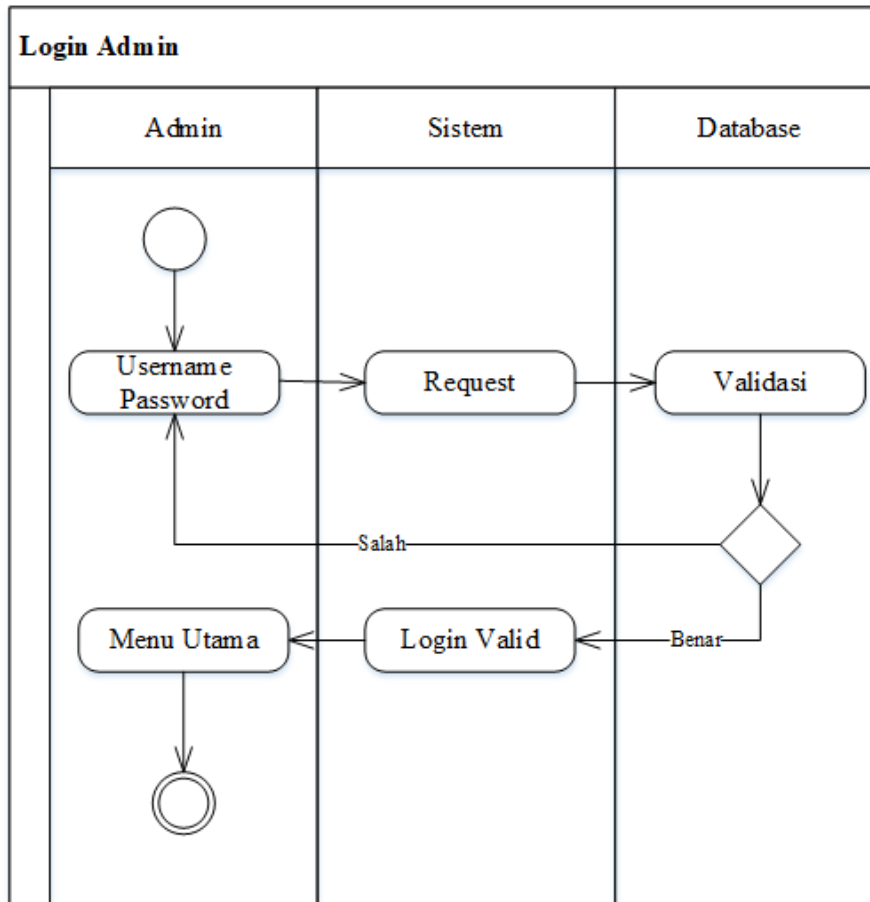 Login Admin
Admin
Sistem
Database
Username
Password
Request
Validasi
Salah
Menu Utama
Login Valid
Benar